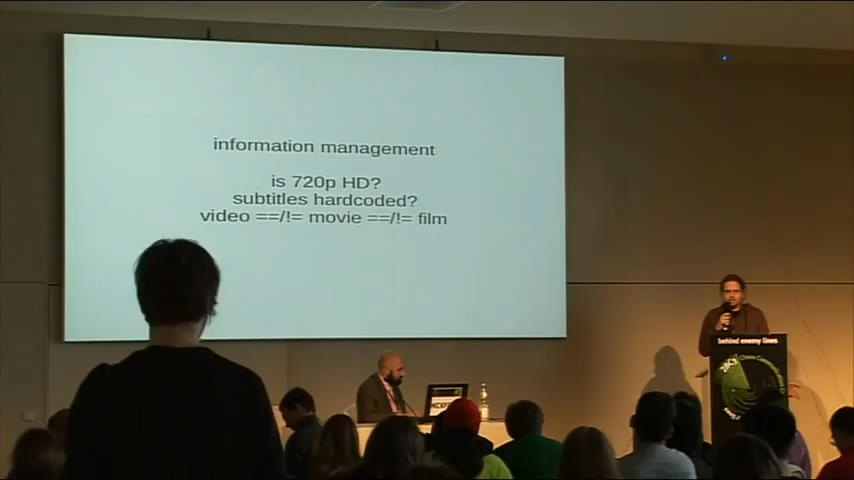 information management
is 720p HD?
subtitles hardcoded?
video ==/!= movie ==/!= film
behind enemy lines